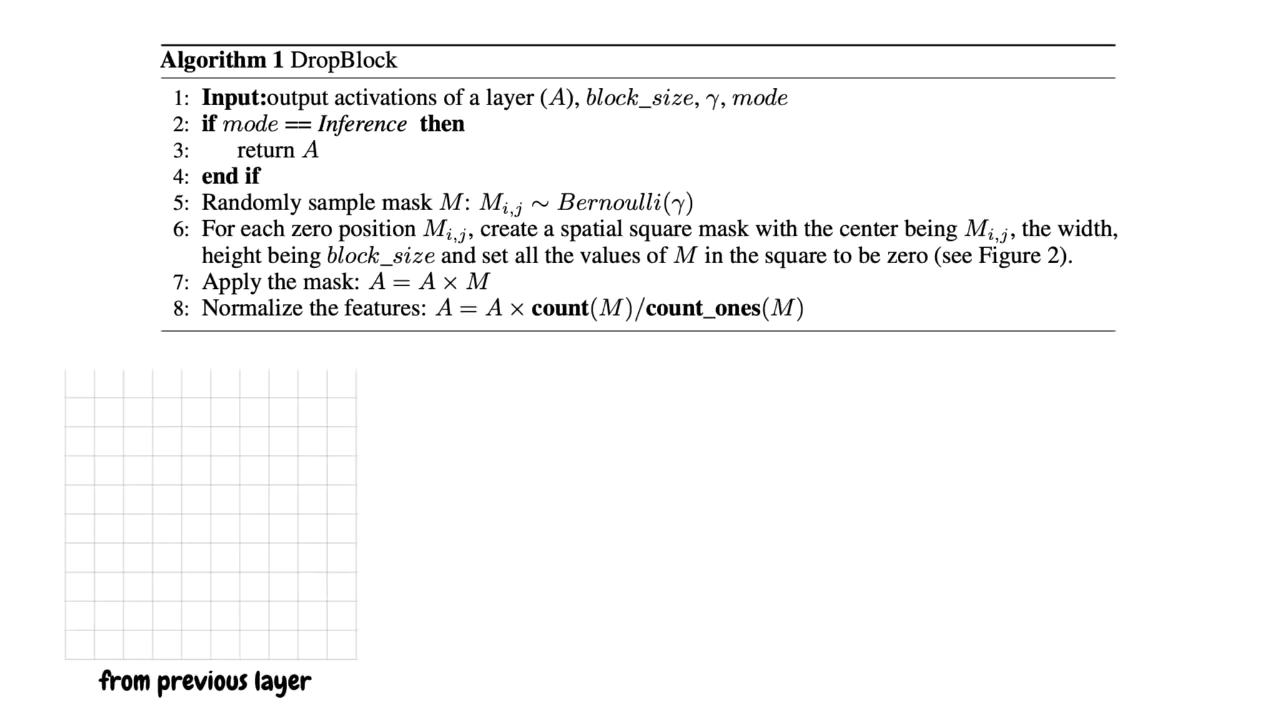 Algorithm 1 DropBlock
1: Input:output activations of a layer (A), block_size, γ, mode
2: if mode == Inference then
3: return A
4: end if
5: Randomly sample mask M: M_{i,j} ∼ Bernoulli(γ)
6: For each zero position M_{i,j}, create a spatial square mask with the center being M_{i,j}, the width,
height being block_size and set all the values of M in the square to be zero (see Figure 2).
7: Apply the mask: A = A × M
8: Normalize the features: A = A × count(M)/count_ones(M)
from previous layer